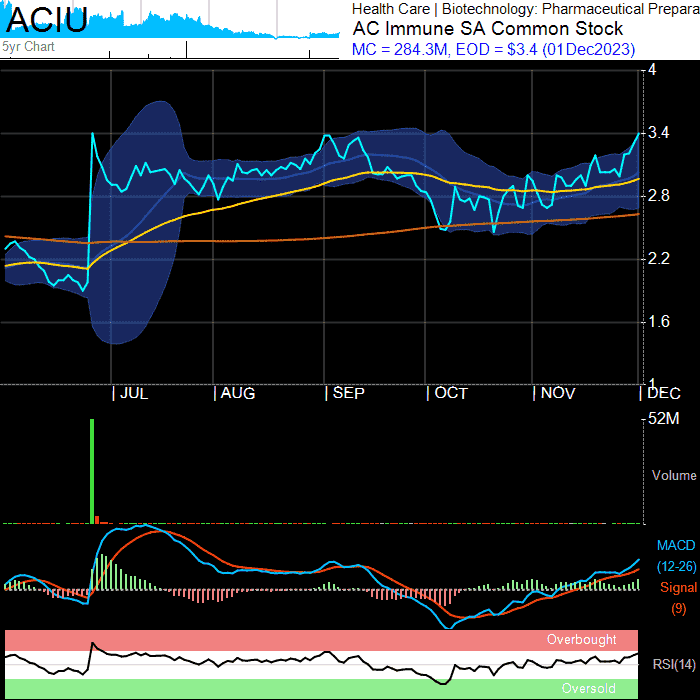 ACIU
5yr Chart
Health Care | Biotechnology: Pharmaceutical Prepara
AC Immune SA Common Stock
MC = 284.3M, EOD = $3.4 (01Dec2023)
4
3.4
2.8
2.2
1.6
1
JUL AUG SEP OCT NOV DEC
52M
Volume
MACD
(12-26)
Signal
(9)
Overbought
RSI(14)
Oversold